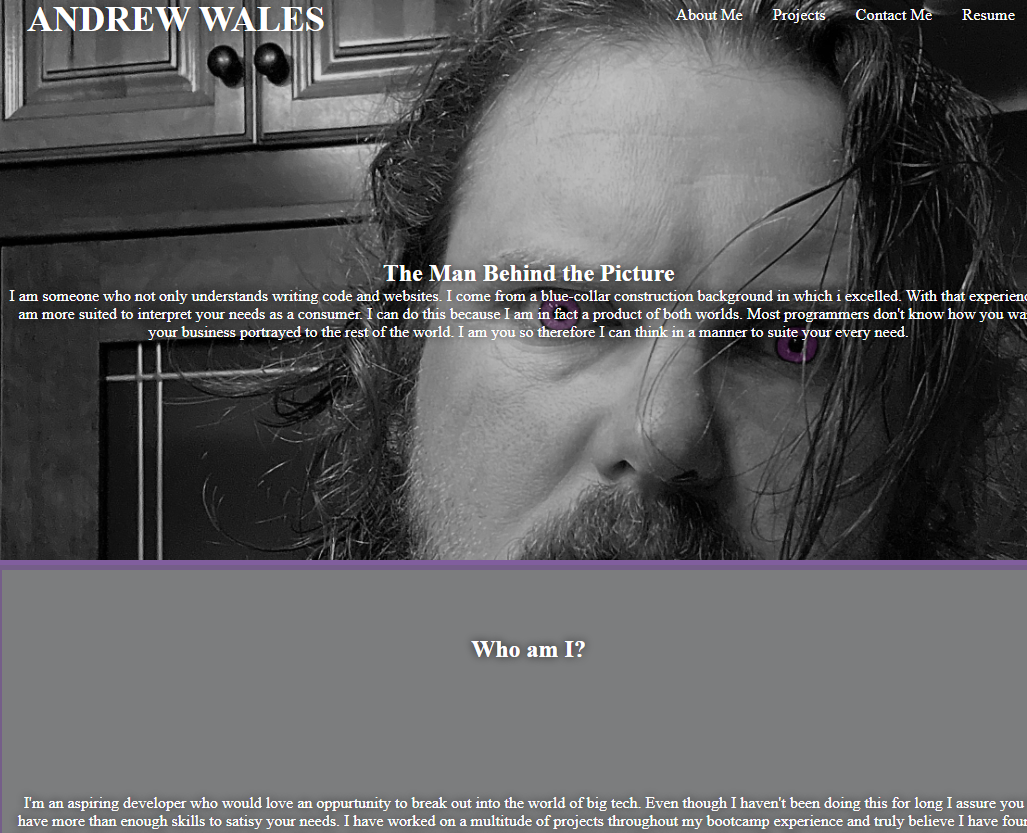 ANDREW WALES
About Me Projects Contact Me Resume
The Man Behind the Picture
I am someone who not only understands writing code and websites. I come from a blue-collar construction background in which i excelled. With that
am more suited to interpret your needs as a consumer. I can do this because I am in fact a product of both worlds. Most programmers don't know how you
your business portrayed to the rest of the world. I am you so therefore I can think in a manner to suite your every need.
Who am I?
I'm an aspiring developer who would love an oppurtunity to break out into the world of big tech. Even though I haven't been doing this for long I assure you
have more than enough skills to satisy your needs. I have worked on a multitude of projects throughout my bootcamp experience and truly believe I have